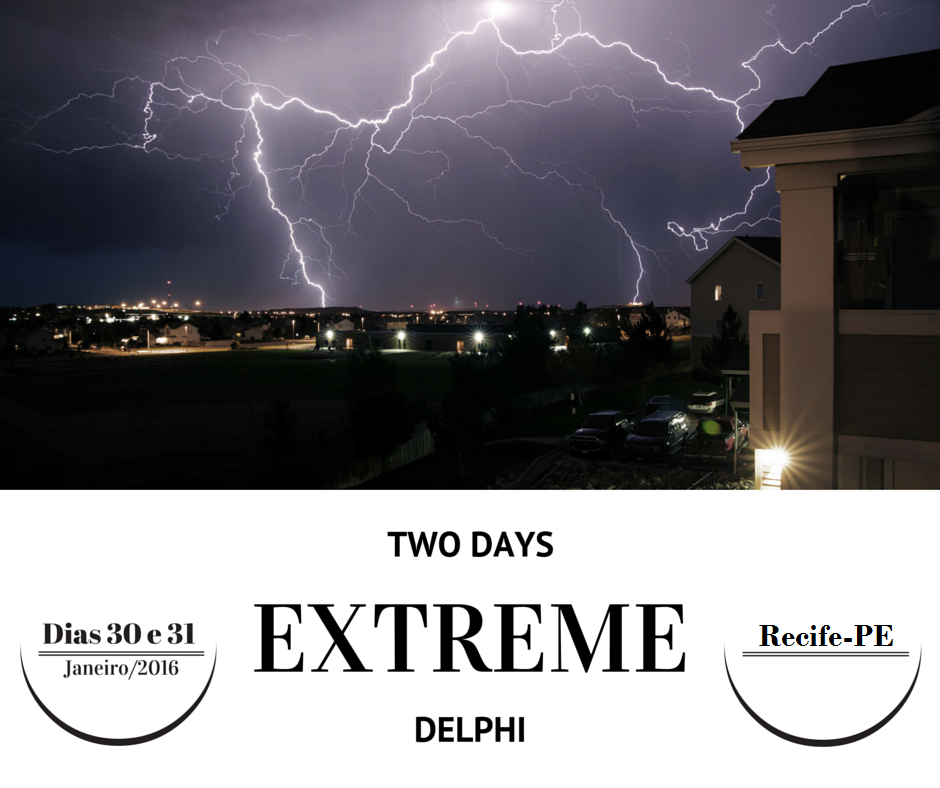 TWO DAYS
EXTREME
DELPHI
Dias 30 e 31
Janeiro/2016
Recife-PE